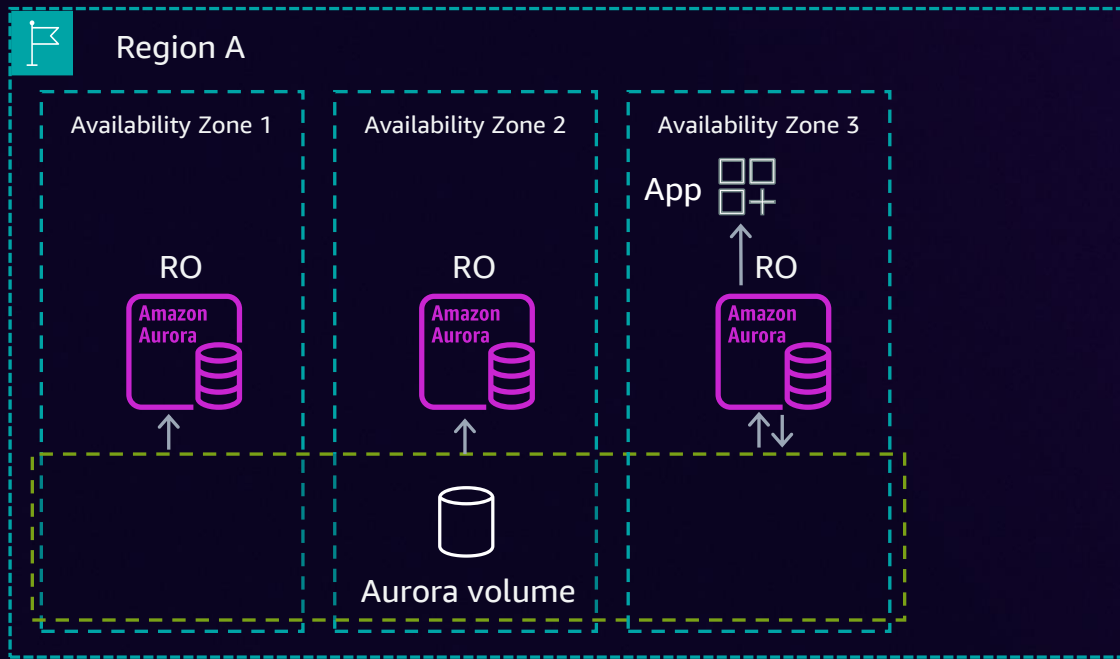 Region A
Availability Zone 1
Availability Zone 2
Availability Zone 3
App
RO
RO
RO
Amazon
Aurora
Amazon
Aurora
Amazon
Aurora
Aurora volume